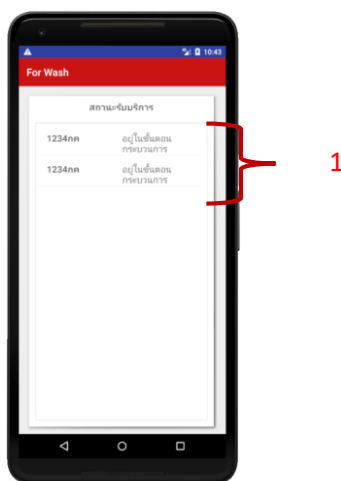 10:43
For Wash
สถานะรับบริการ
1234กค อยู่ในขั้นตอน
กระบวนการ
1234กค อยู่ในขั้นตอน
กระบวนการ
1